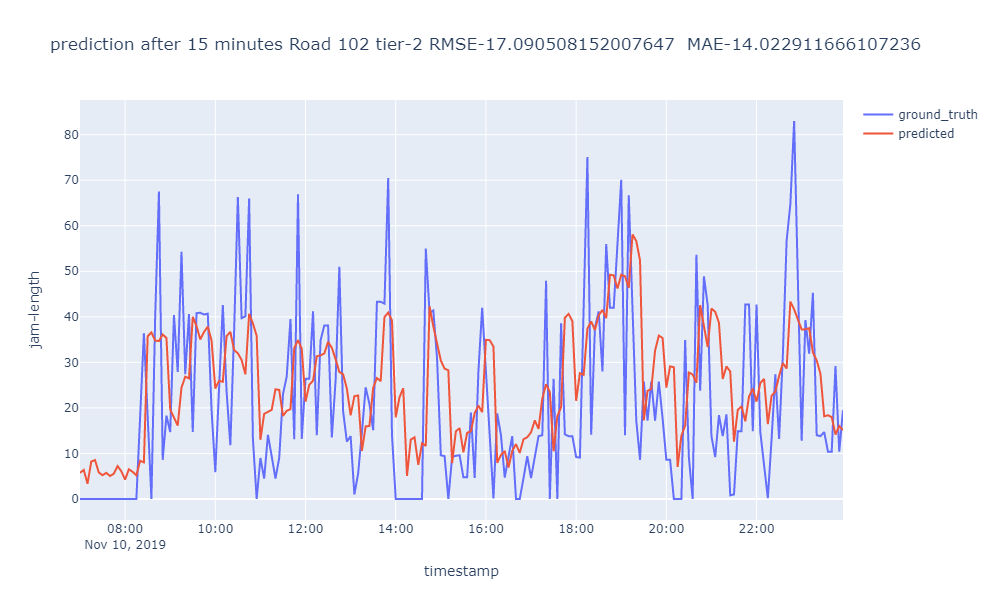 prediction after 15 minutes Road 102 tier-2 RMSE-17.090508152007647 MAE-14.022911666107236
ground_truth
predicted
80
70
60
50
40
30
20
10
0
jam-length
08:00 10:00 12:00 14:00 16:00 18:00 20:00 22:00
Nov 10, 2019
timestamp